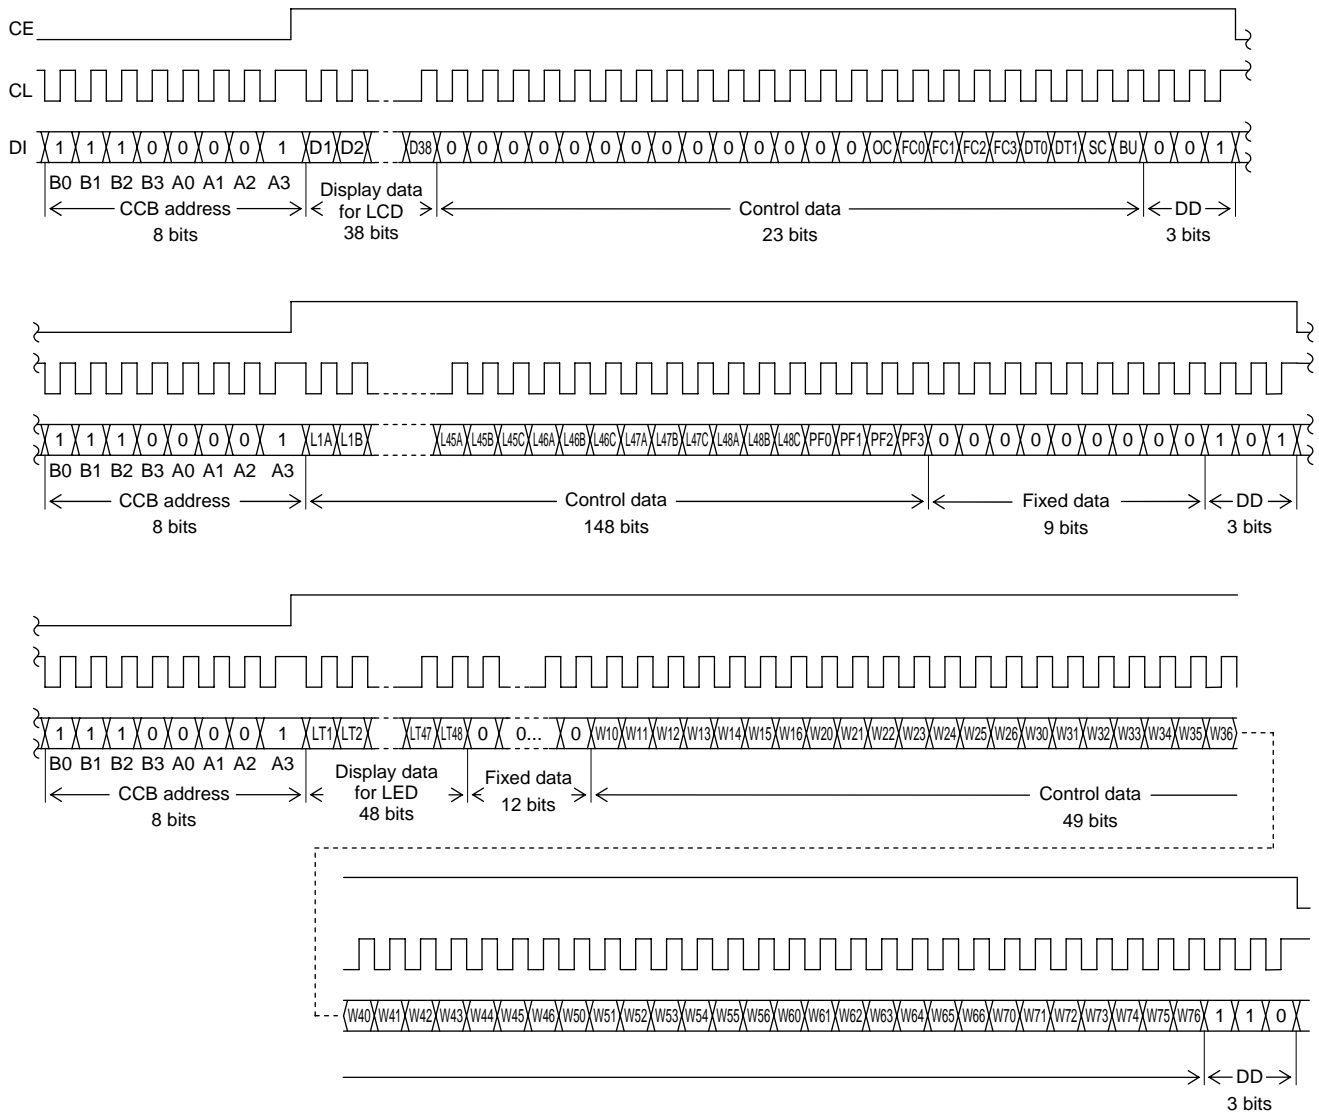 CE
CL
DI 1 1 1 0 0 0 0 1 D1 D2 D38 0 0 0 0 0 0 0 0 0 0 0 0 0 0 OC FC0 FC1 FC2 FC3 DT0 DT1 SC BU 0 0 1
B0 B1 B2 B3 A0 A1 A2 A3
CCB address
8 bits
Display data
for LCD
38 bits
Control data
23 bits
DD
3 bits
1 1 1 0 0 0 0 1 L1A L1B L45A L45B L45C L46A L46B L46C L47A L47B L47C L48A L48B L48C PF0 PF1 PF2 PF3 0 0 0 0 0 0 0 0 0 1 0 1
B0 B1 B2 B3 A0 A1 A2 A3
CCB address
8 bits
Control data
148 bits
Fixed data
9 bits
DD
3 bits
1 1 1 0 0 0 0 1 LT1 LT2 LT47 LT48 0 0... 0 W10 W11 W12 W13 W14 W15 W16 W20 W21 W22 W23 W24 W25 W26 W30 W31 W32 W33 W34 W35 W36
B0 B1 B2 B3 A0 A1 A2 A3
CCB address
8 bits
Display data
for LED
48 bits
Fixed data
12 bits
Control data
49 bits
W40 W41 W42 W43 W44 W45 W46 W50 W51 W52 W53 W54 W55 W56 W60 W61 W62 W63 W64 W65 W66 W70 W71 W72 W73 W74 W75 W76 1 1 0
DD
3 bits